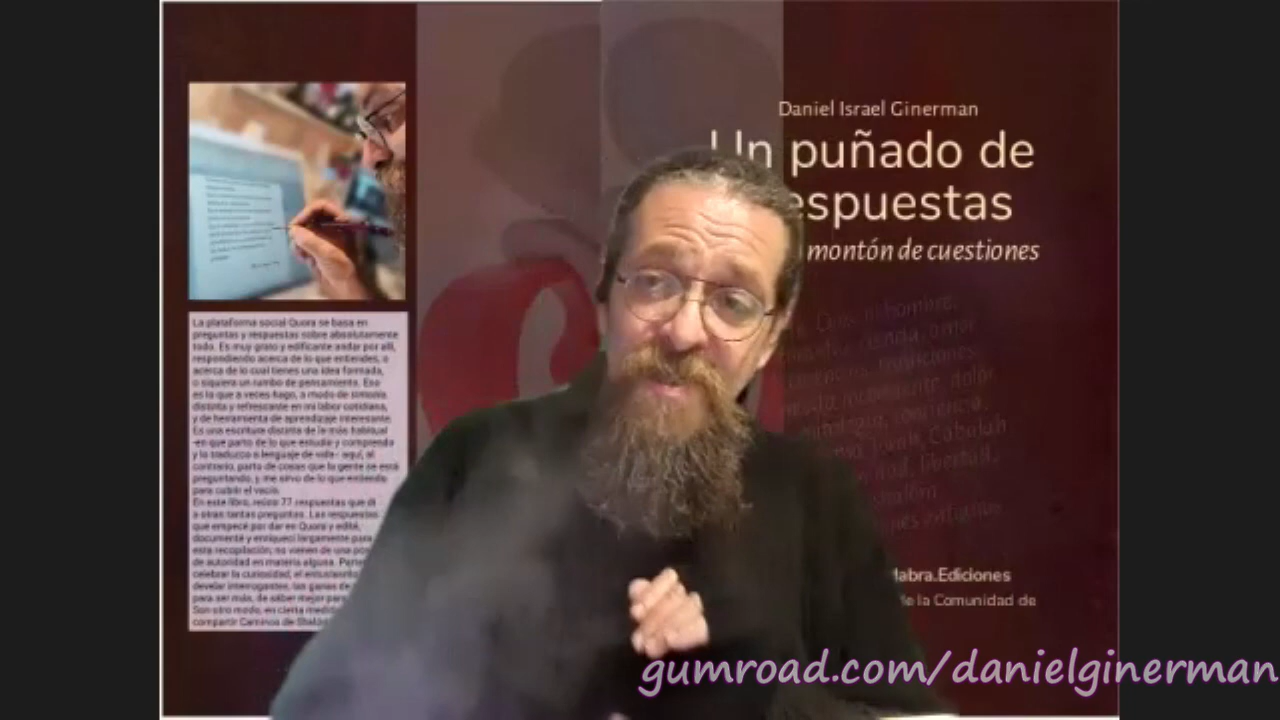 La plataforma social Quora se basa en
preguntas y respuestas sobre absolutamente
todo. Es muy grato y edificante andar por allí,
respondiendo acerca de lo que entiendes, o
acerca de lo cual tienes una idea formada,
o siquiera un rumbo de pensamiento. Eso
es lo que a veces hago, a modo de
distinta y refrescante en mi labor cotidiana,
y de herramienta de aprendizaje interesante.
Es una escritura distinta de la más habitual
-en que parto de lo que estudio y comprendo
y lo traduzco a lenguaje de vida- aquí, al
contrario, parto de cosas que la gente se está
preguntando, y me sirvo de lo que entiendo
para cubrir el vacío.
En este libro, reúno 77 respuestas que di
a otras tantas preguntas. Las respuestas
que empecé por dar en Quora y edité,
documenté y enriquecí largamente para
esta recopilación, no vienen de una
de autoridad en materia alguna.
celebrar la curiosidad, el
develar interrogantes, las ganas de
para ser más, de saber mejor para
Son otro modo, en cierta
compartir Caminos de
Daniel Israel Ginerman
Un puñado de
espuestas
montón de cuestiones
labra.Ediciones
de la Comunidad de
gumroad.com/danielginerman